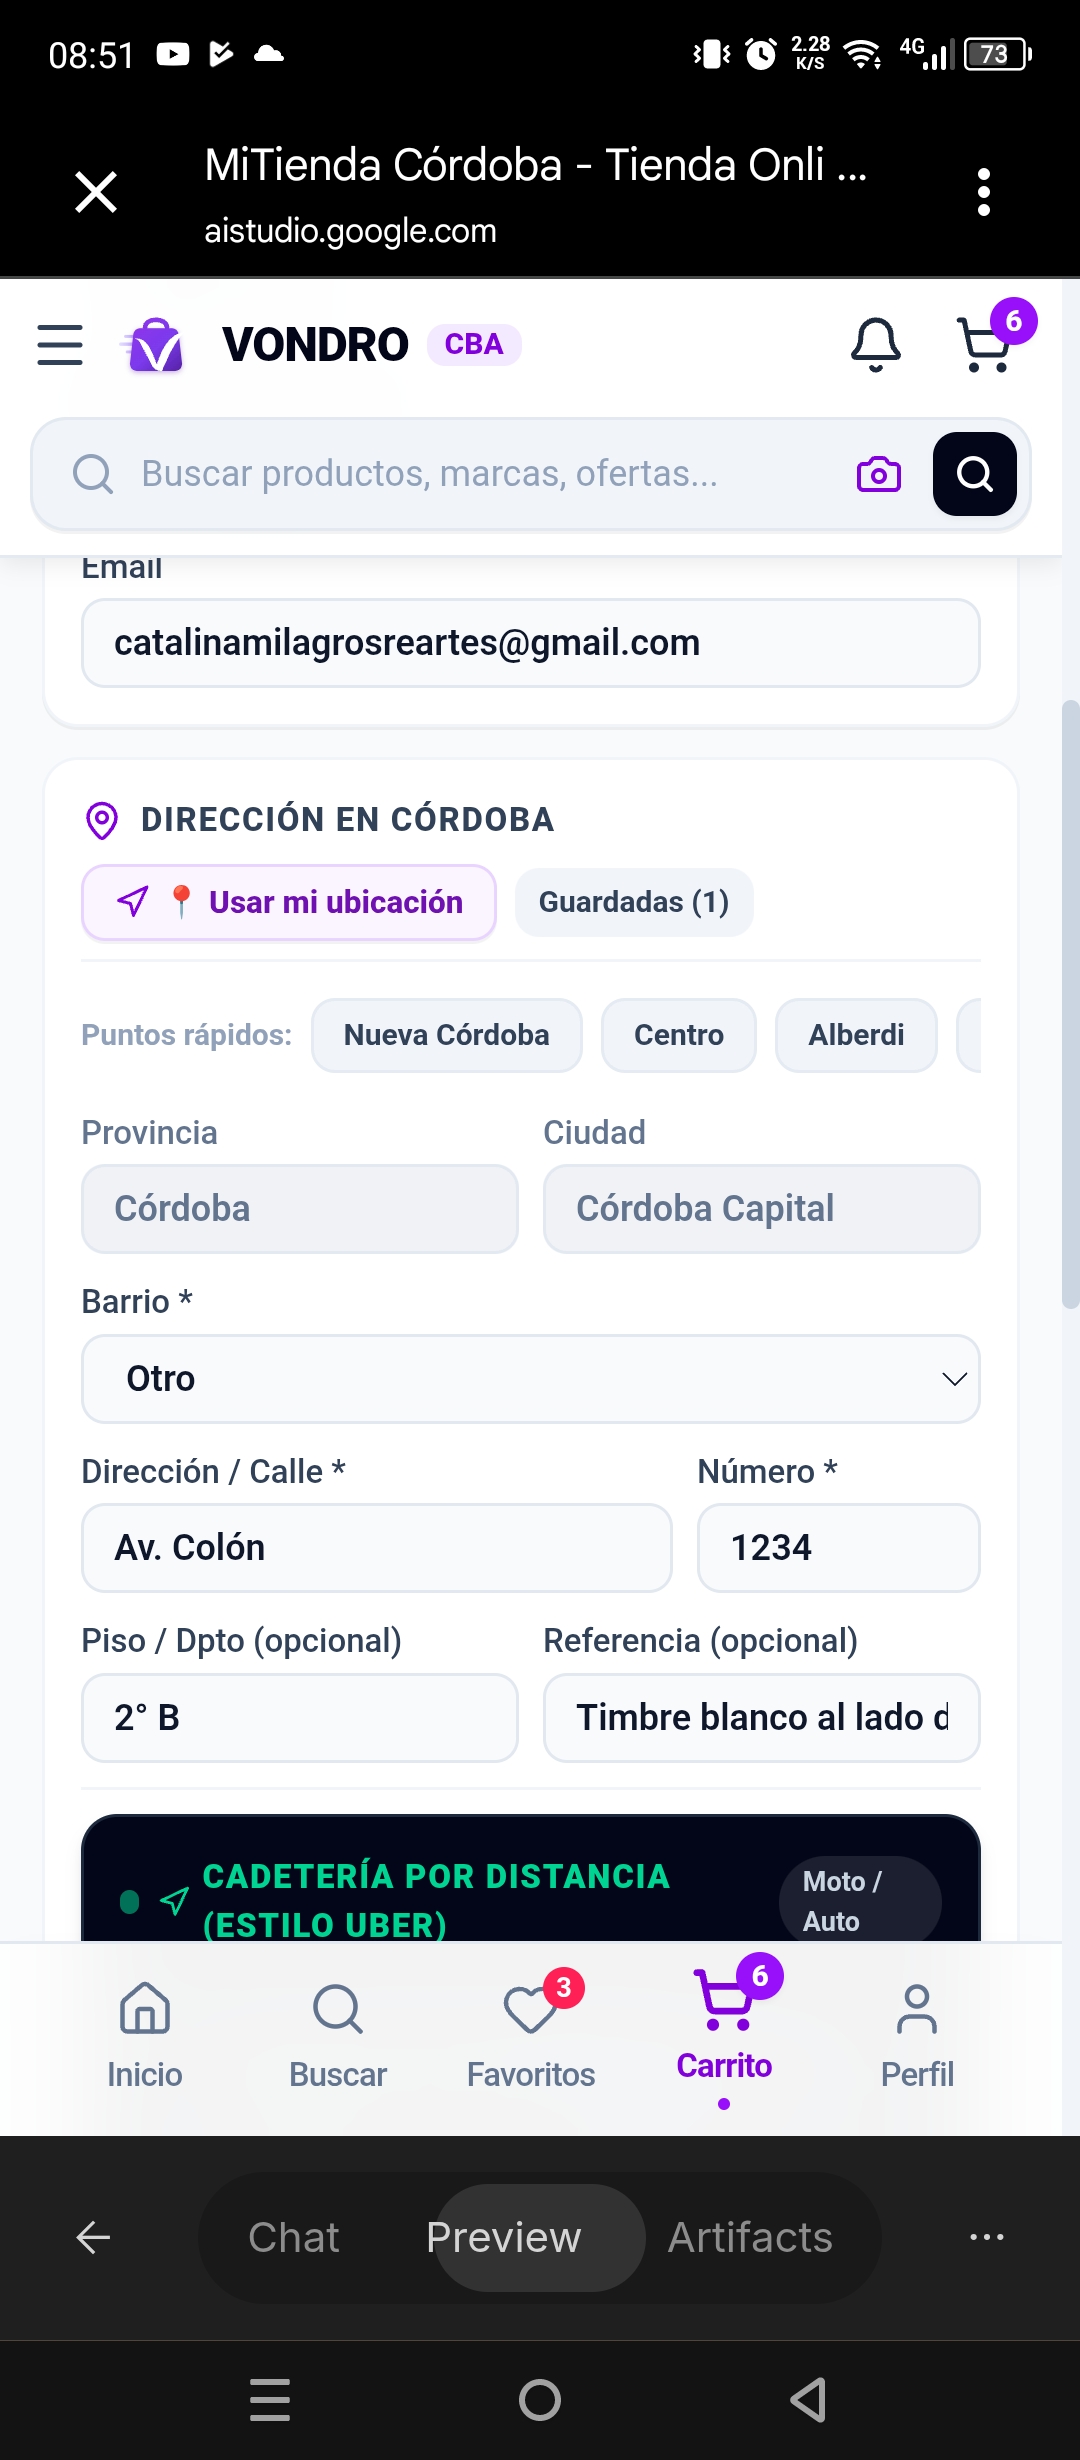 08:51
2.28
K/S
4G
73
MiTienda Córdoba - Tienda Onli ...
aistudio.google.com
VONDRO CBA
6
Buscar productos, marcas, ofertas...
Email
catalinamilagrosreartes@gmail.com
DIRECCIÓN EN CÓRDOBA
📍 Usar mi ubicación
Guardadas (1)
Puntos rápidos: Nueva Córdoba Centro Alberdi
Provincia Ciudad
Córdoba Córdoba Capital
Barrio *
Otro
Dirección / Calle * Número *
Av. Colón 1234
Piso / Dpto (opcional) Referencia (opcional)
2° B Timbre blanco al lado d
CADETERÍA POR DISTANCIA
(ESTILO UBER)
Moto /
Auto
3
6
Inicio Buscar Favoritos Carrito Perfil
Chat Preview Artifacts